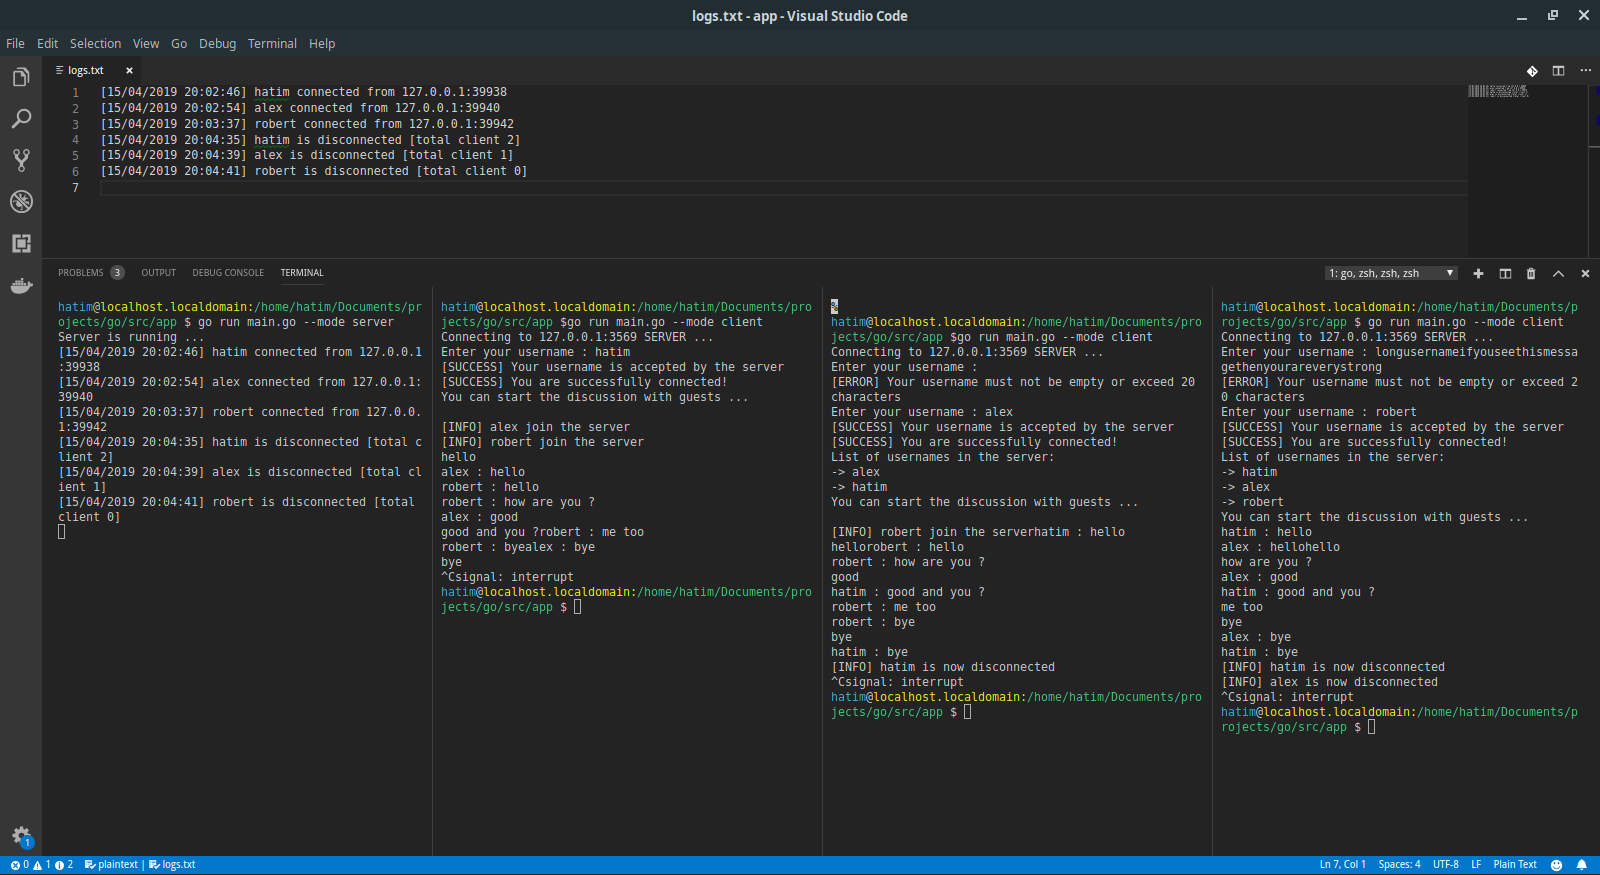 logs.txt - app - Visual Studio Code
File Edit Selection View Go Debug Terminal Help
logs.txt
1 [15/04/2019 20:02:46] hatim connected from 127.0.0.1:39938
2 [15/04/2019 20:02:54] alex connected from 127.0.0.1:39940
3 [15/04/2019 20:03:37] robert connected from 127.0.0.1:39942
4 [15/04/2019 20:04:35] hatim is disconnected [total client 2]
5 [15/04/2019 20:04:39] alex is disconnected [total client 1]
6 [15/04/2019 20:04:41] robert is disconnected [total client 0]
7
PROBLEMS 3 OUTPUT DEBUG CONSOLE TERMINAL
1: go, zsh, zsh, zsh
hatim@localhost.localdomain:/home/hatim/Documents/pr
ojects/go/src/app $ go run main.go --mode server
Server is running ...
[15/04/2019 20:02:46] hatim connected from 127.0.0.1
:39938
[15/04/2019 20:02:54] alex connected from 127.0.0.1:
39940
[15/04/2019 20:03:37] robert connected from 127.0.0.
1:39942
[15/04/2019 20:04:35] hatim is disconnected [total c
lient 2]
[15/04/2019 20:04:39] alex is disconnected [total cl
ient 1]
[15/04/2019 20:04:41] robert is disconnected [total
client 0]
hatim@localhost.localdomain:/home/hatim/Documents/pro
jects/go/src/app $go run main.go --mode client
Connecting to 127.0.0.1:3569 SERVER ...
Enter your username : hatim
[SUCCESS] Your username is accepted by the server
[SUCCESS] You are successfully connected!
You can start the discussion with guests ...
[INFO] alex join the server
[INFO] robert join the server
hello
alex : hello
robert : hello
robert : how are you ?
alex : good
good and you ?robert : me too
robert : byealex : bye
bye
^Csignal: interrupt
hatim@localhost.localdomain:/home/hatim/Documents/pro
jects/go/src/app $
%
hatim@localhost.localdomain:/home/hatim/Documents/pro
jects/go/src/app $go run main.go --mode client
Connecting to 127.0.0.1:3569 SERVER ...
Enter your username :
[ERROR] Your username must not be empty or exceed 20
characters
Enter your username : alex
[SUCCESS] Your username is accepted by the server
[SUCCESS] You are successfully connected!
List of usernames in the server:
-> alex
-> hatim
You can start the discussion with guests ...
[INFO] robert join the serverhatim : hello
hellorobert : hello
robert : how are you ?
good
hatim : good and you ?
robert : me too
robert : bye
bye
hatim : bye
[INFO] hatim is now disconnected
^Csignal: interrupt
hatim@localhost.localdomain:/home/hatim/Documents/pro
jects/go/src/app $
hatim@localhost.localdomain:/home/hatim/Documents/p
rojects/go/src/app $ go run main.go --mode client
Connecting to 127.0.0.1:3569 SERVER ...
Enter your username : longusernameifyouseethismessa
gethenyourareverystrong
[ERROR] Your username must not be empty or exceed 2
0 characters
Enter your username : robert
[SUCCESS] Your username is accepted by the server
[SUCCESS] You are successfully connected!
List of usernames in the server:
-> hatim
-> alex
-> robert
You can start the discussion with guests ...
hatim : hello
alex : hellohello
how are you ?
alex : good
hatim : good and you ?
me too
bye
alex : bye
hatim : bye
[INFO] hatim is now disconnected
[INFO] alex is now disconnected
^Csignal: interrupt
hatim@localhost.localdomain:/home/hatim/Documents/p
rojects/go/src/app $
1
0 1 2 plaintext | logs.txt Ln 7, Col 1 Spaces: 4 UTF-8 LF Plain Text